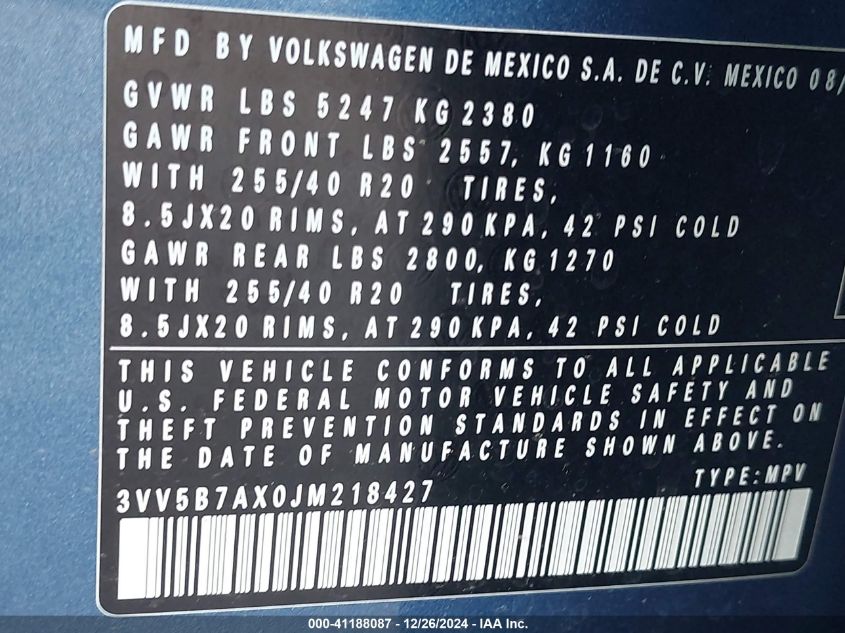 MFD BY VOLKSWAGEN DE MEXICO S.A. DE C.V. MEXICO 08/
GVWR LBS 5247 KG 2380
GAWR FRONT LBS 2557, KG 1160
WITH 255/40 R20 TIRES,
8.5JX20 RIMS, AT 290 KPA, 42 PSI COLD
GAWR REAR LBS 2800, KG 1270
WITH 255/40 R20 TIRES,
8.5JX20 RIMS, AT 290 KPA, 42 PSI COLD
THIS VEHICLE CONFORMS TO ALL APPLICABLE
U.S. FEDERAL MOTOR VEHICLE SAFETY AND
THEFT PREVENTION STANDARDS IN EFFECT ON
THE DATE OF MANUFACTURE SHOWN ABOVE.
3VV5B7AX0JM218427 TYPE: MPV
000-41188087 - 12/26/2024 - IAA Inc.